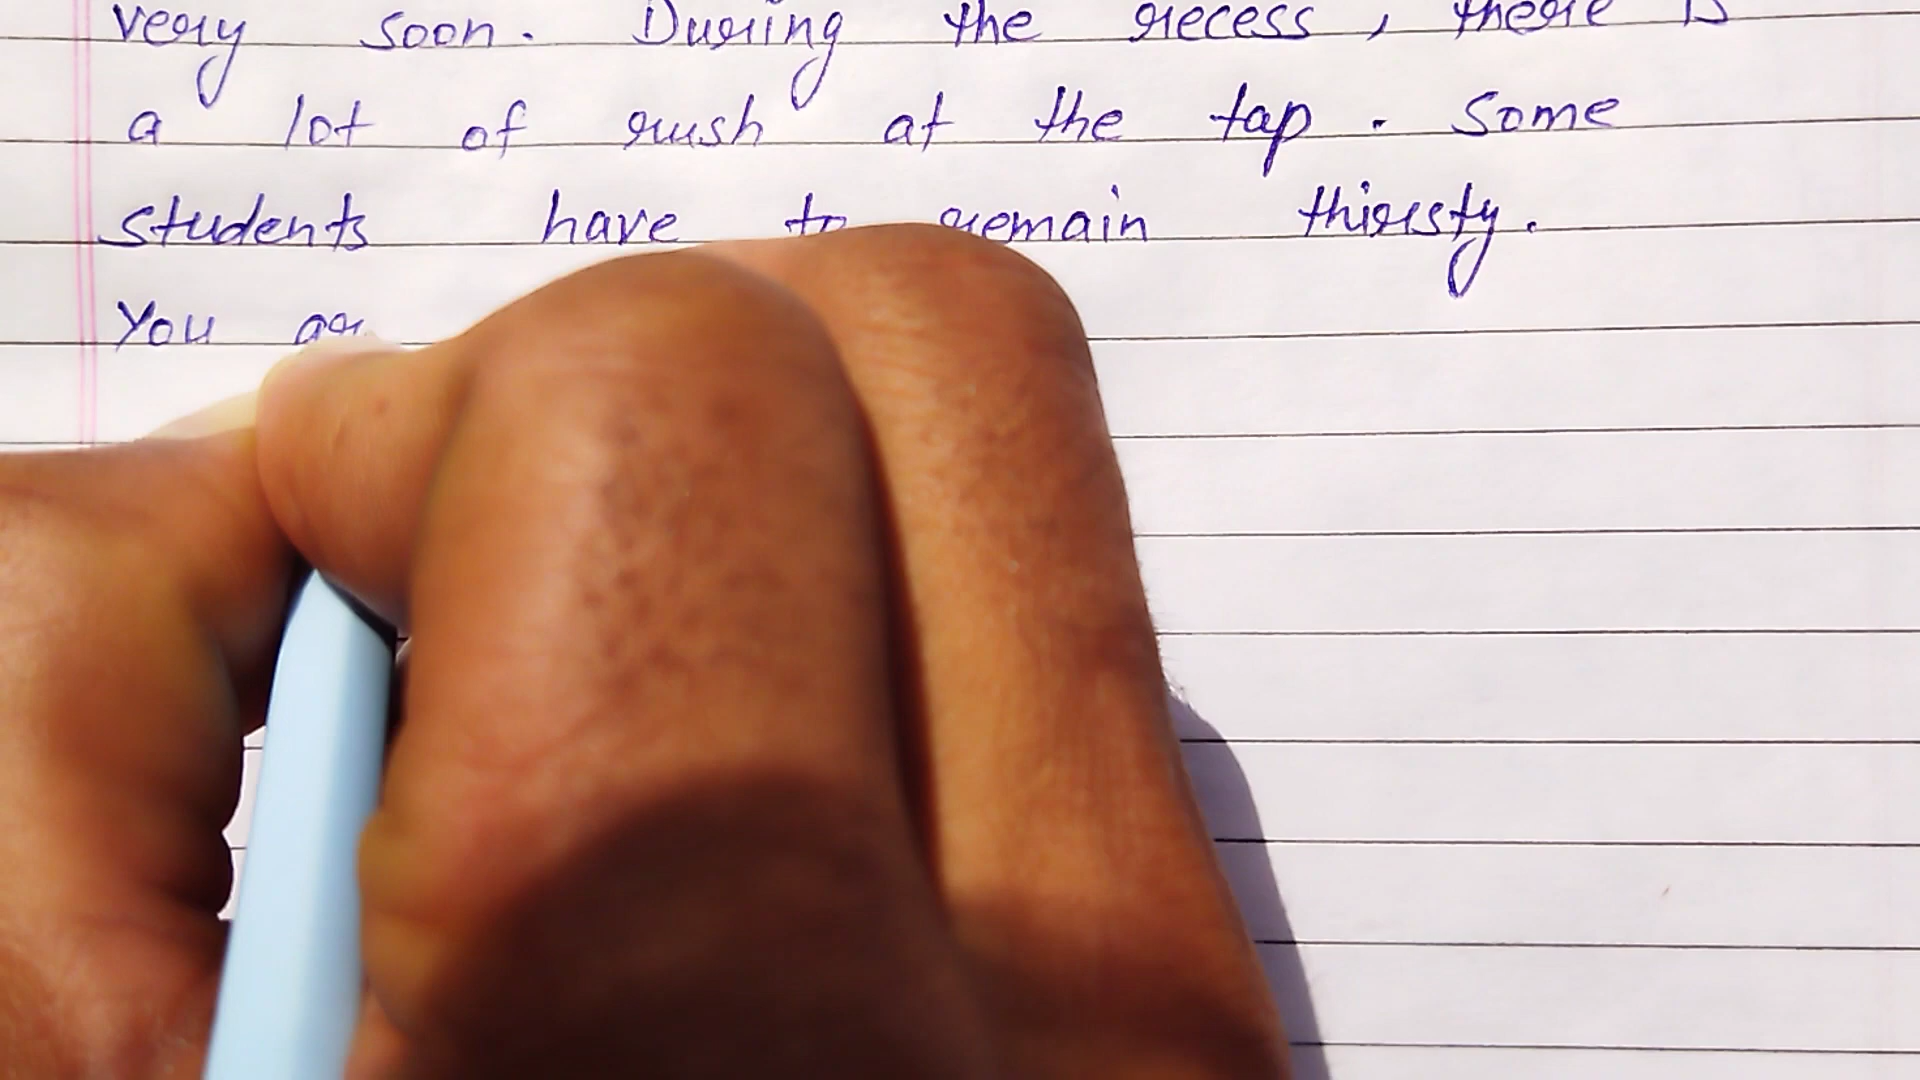 very soon. During the recess, there is
a lot of rush at the tap. Some
students have to remain thirsty.
You